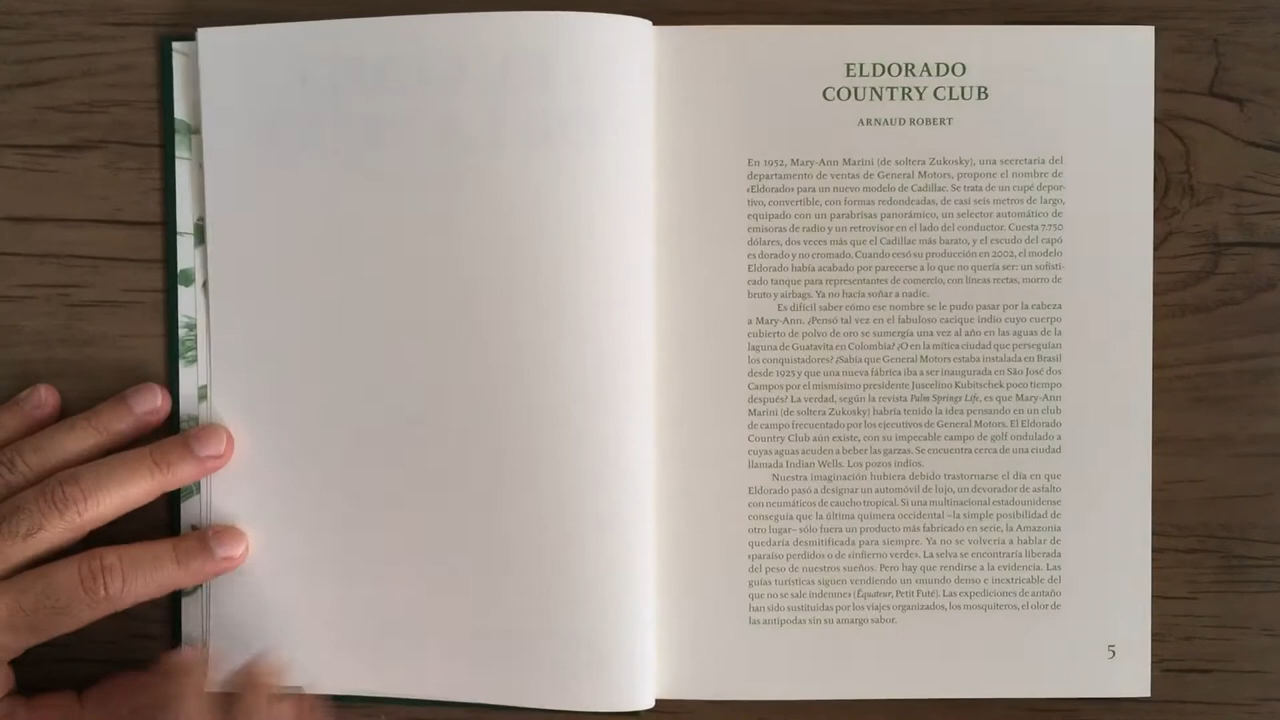 ELDORADO
COUNTRY CLUB
ARNAUD ROBERT
En 1952, Mary-Ann Marini (de soltera Zukosky), una secretaria del
departamento de ventas de General Motors, propone el nombre de
«Eldorado» para un nuevo modelo de Cadillac. Se trata de un cupé depor-
tivo, convertible, con formas redondeadas, de casi seis metros de largo,
equipado con un parabrisas panorámico, un selector automático de
emisoras de radio y un retrovisor en el lado del conductor. Cuesta 7.750
dólares, dos veces más que el Cadillac más barato, y el escudo del capó
es dorado y no cromado. Cuando cesó su producción en 2002, el modelo
Eldorado había acabado por parecerse a lo que no quería ser: un sofisti-
cado tanque para representantes de comercio, con líneas rectas, morro de
bruto y airbags. Ya no hacía soñar a nadie.
Es difícil saber cómo ese nombre se le pudo pasar por la cabeza
a Mary-Ann. ¿Pensó tal vez en el fabuloso cacique indio cuyo cuerpo
cubierto de polvo de oro se sumergía una vez al año en las aguas de la
laguna de Guatavita en Colombia? ¿O en la mítica ciudad que perseguían
los conquistadores? ¿Sabía que General Motors estaba instalada en Brasil
desde 1925 y que una nueva fábrica iba a ser inaugurada en São José dos
Campos por el mismísimo presidente Juscelino Kubitschek poco tiempo
después? La verdad, según la revista Palm Springs Life, es que Mary-Ann
Marini (de soltera Zukosky) habría tenido la idea pensando en un club
de campo frecuentado por los ejecutivos de General Motors. El Eldorado
Country Club aún existe, con su impecable campo de golf ondulado a
cuyas aguas acuden a beber las garzas. Se encuentra cerca de una ciudad
llamada Indian Wells. Los pozos indios.
Nuestra imaginación hubiera debido trastornarse el día en que
Eldorado pasó a designar un automóvil de lujo, un devorador de asfalto
con neumáticos de caucho tropical. Si una multinacional estadounidense
conseguía que la última quimera occidental –la simple posibilidad de
otro lugar– sólo fuera un producto más fabricado en serie, la Amazonia
quedaría desmitificada para siempre. Ya no se volvería a hablar de
«paraíso perdido» o de «infierno verde». La selva se encontraría liberada
del peso de nuestros sueños. Pero hay que rendirse a la evidencia. Las
guías turísticas siguen vendiendo un «mundo denso e inextricable del
que no se sale indemne» (Équateur, Petit Futé). Las expediciones de antaño
han sido sustituidas por los viajes organizados, los mosquiteros, el olor de
las antípodas sin su amargo sabor.
5